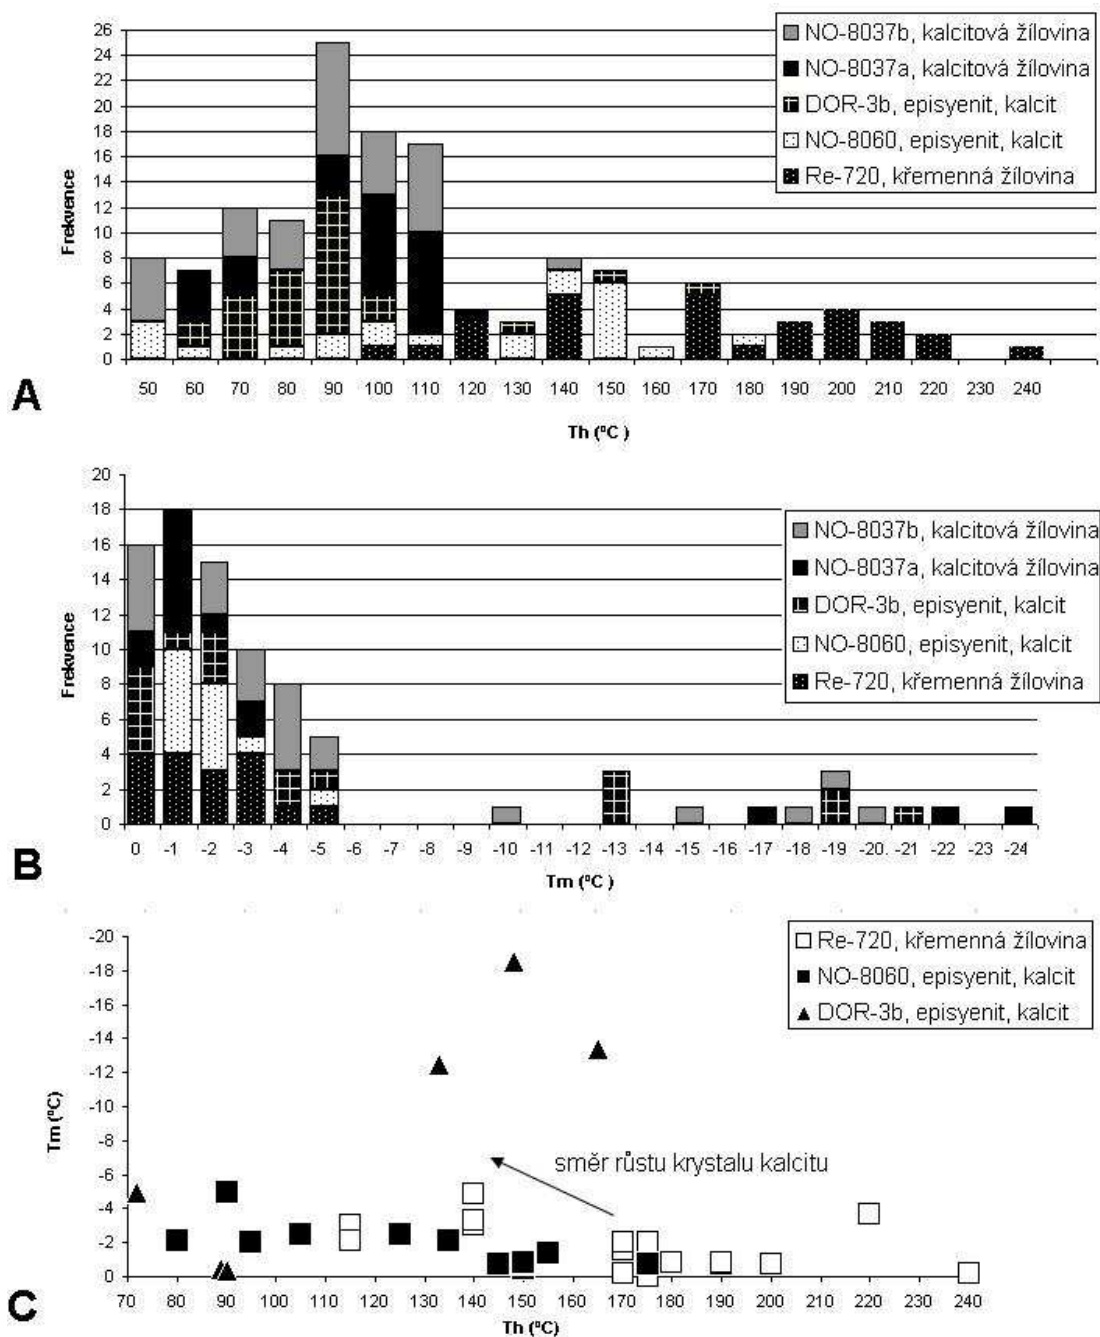 26
24
22
20
18
16
14
12
10
8
6
4
2
0
Frekvence
NO-8037b, kalcitová žílovina
NO-8037a, kalcitová žílovina
DOR-3b, episyenit, kalcit
NO-8060, episyenit, kalcit
Re-720, křemenná žílovina
50 60 70 80 90 100 110 120 130 140 150 160 170 180 190 200 210 220 230 240
A
Th (°C )
20
18
16
14
12
10
8
6
4
2
0
Frekvence
NO-8037b, kalcitová žílovina
NO-8037a, kalcitová žílovina
DOR-3b, episyenit, kalcit
NO-8060, episyenit, kalcit
Re-720, křemenná žílovina
0 -1 -2 -3 -4 -5 -6 -7 -8 -9 -10 -11 -12 -13 -14 -15 -17 -18 -19 -20 -21 -22 -23 -24
B
Tm (°C )
-20
-18
-16
-14
-12
-10
-8
-6
-4
-2
0
Tm (°C)
Re-720, křemenná žílovina
NO-8060, episyenit, kalcit
DOR-3b, episyenit, kalcit
směr růstu krystalu kalcitu
70 80 90 100 110 120 130 140 150 160 170 180 190 200 210 220 230 240
C
Th (°C)